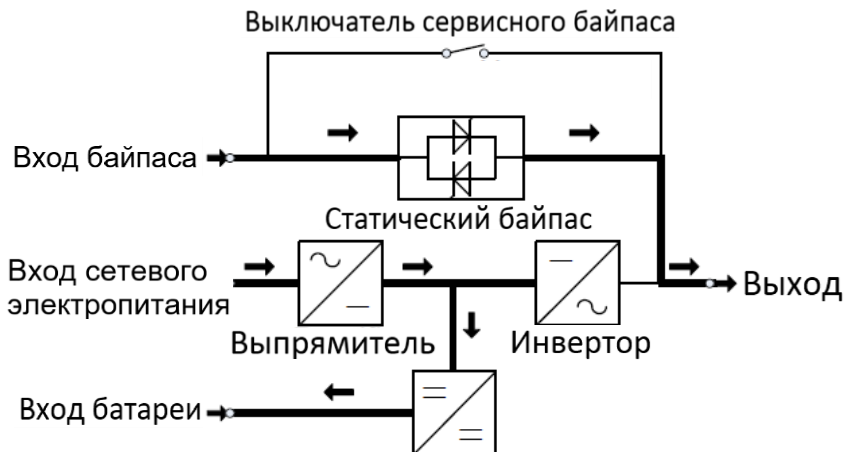 Выключатель сервисного байпаса
Вход байпаса
Статический байпас
Вход сетевого
электропитания
Выход
Выпрямитель
Инвертор
Вход батареи